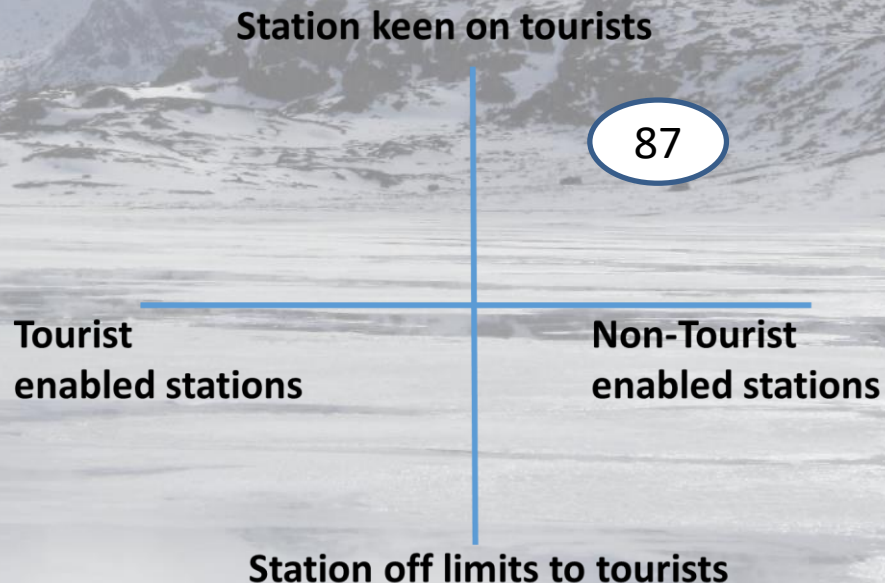 Station keen on tourists
87
Tourist
enabled stations
Non-Tourist
enabled stations
Station off limits to tourists